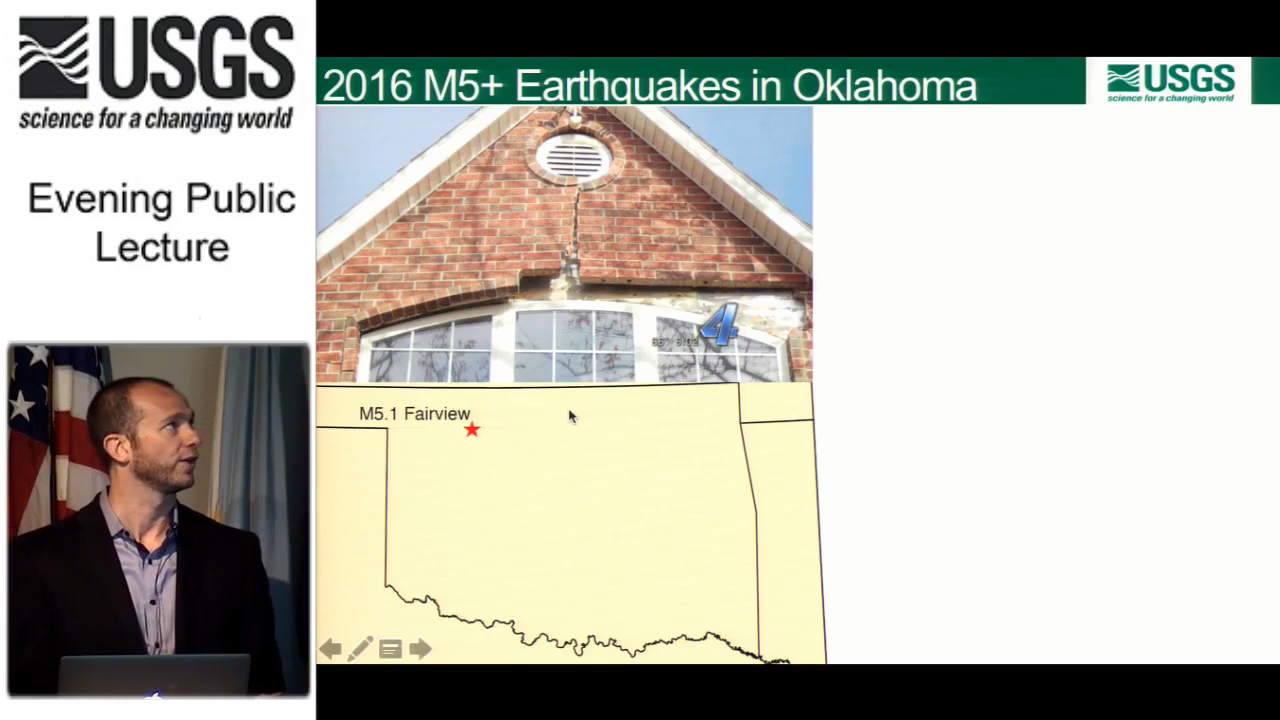 USGS
science for a changing world
Evening Public
Lecture
2016 M5+ Earthquakes in Oklahoma
USGS
science for a changing world
4
M5.1 Fairview